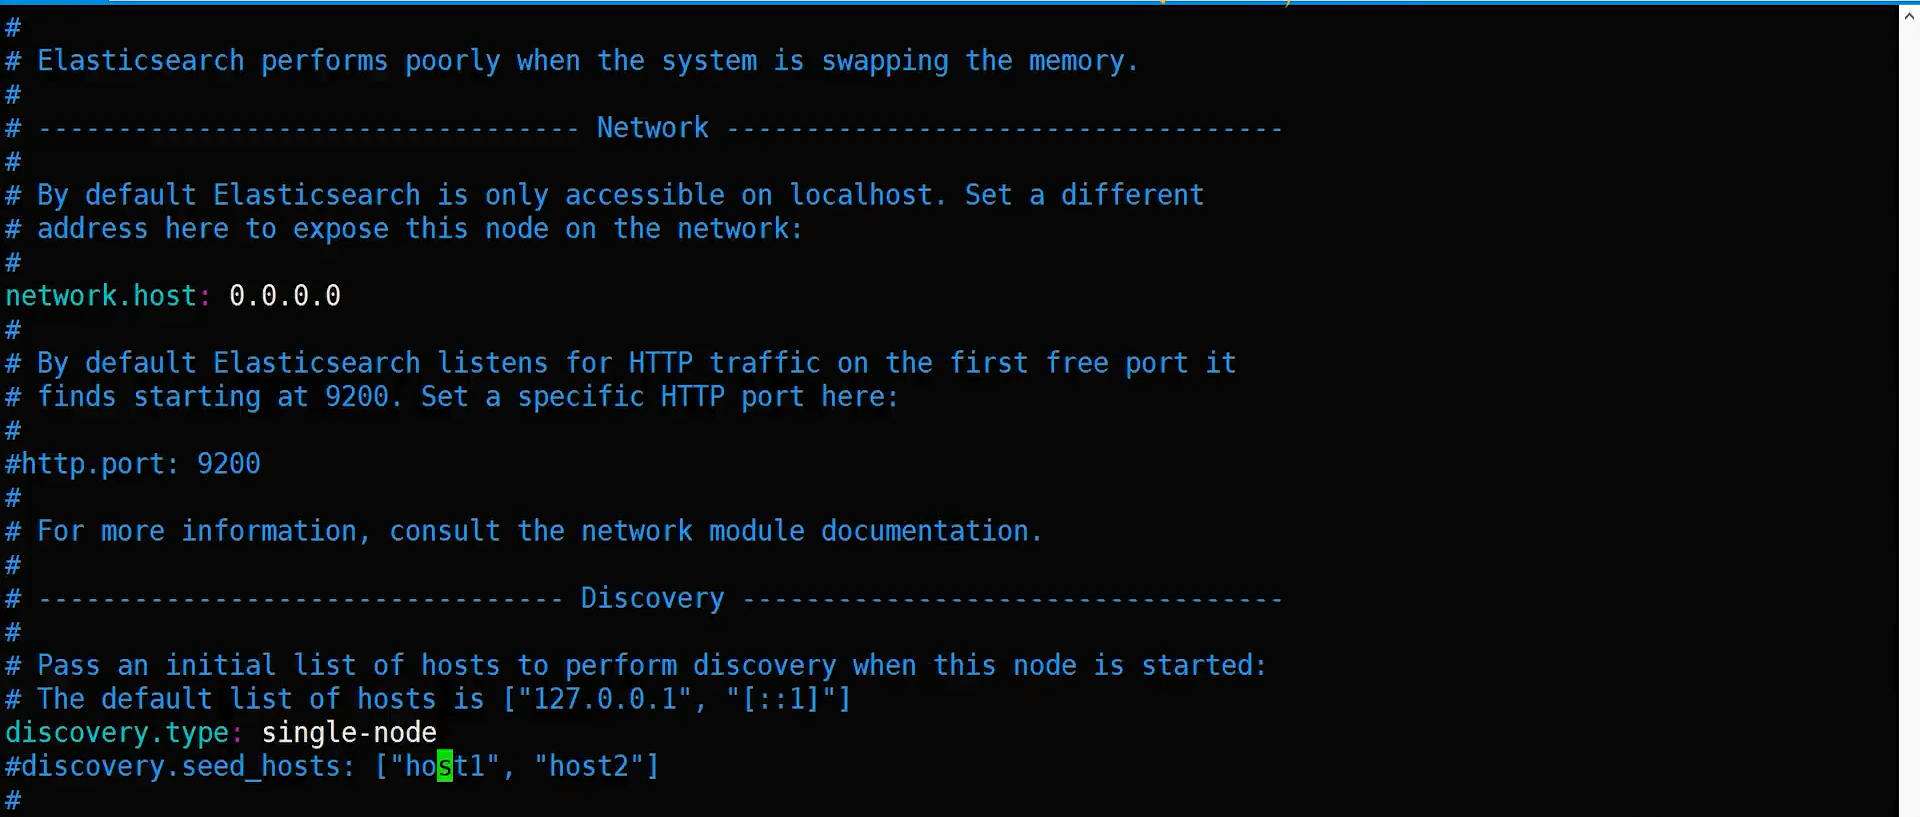 #
# Elasticsearch performs poorly when the system is swapping the memory.
#
# ---------------------------------- Network -----------------------------------
#
# By default Elasticsearch is only accessible on localhost. Set a different
# address here to expose this node on the network:
#
network.host: 0.0.0.0
#
# By default Elasticsearch listens for HTTP traffic on the first free port it
# finds starting at 9200. Set a specific HTTP port here:
#
#http.port: 9200
#
# For more information, consult the network module documentation.
#
# --------------------------------- Discovery ----------------------------------
#
# Pass an initial list of hosts to perform discovery when this node is started:
# The default list of hosts is ["127.0.0.1", "[::1]"]
discovery.type: single-node
#discovery.seed_hosts: ["host1", "host2"]
#